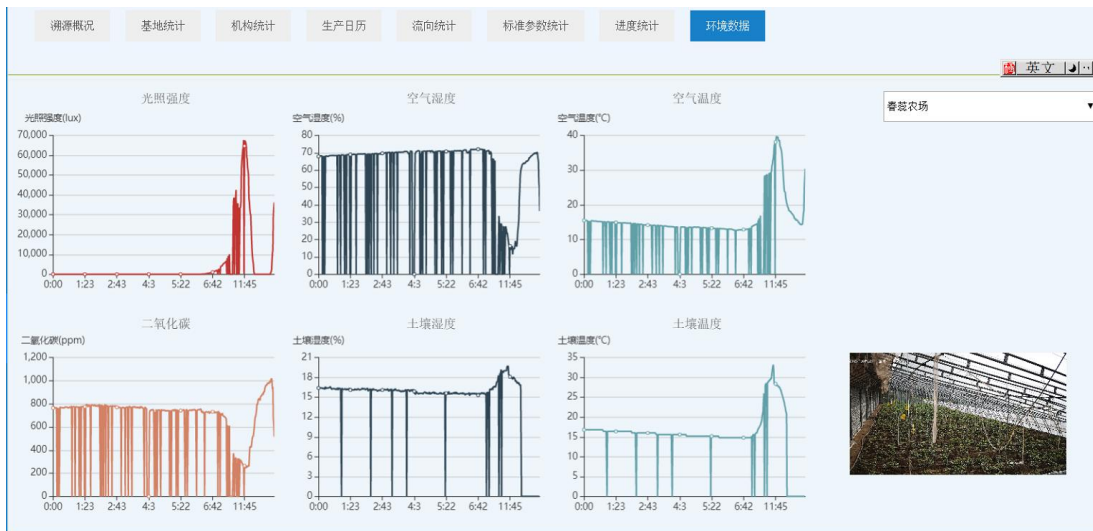 溯源概况
基地统计
机构统计
生产日历
流向统计
标准参数统计
进度统计
环境数据
英文
春蕊农场
光照强度
光照强度(lux)
70,000
60,000
50,000
40,000
30,000
20,000
10,000
0
0:00 1:23 2:43 4:3 5:22 6:42 11:45
空气湿度
空气湿度(%)
80
70
60
50
40
30
20
10
0
0:00 1:23 2:43 4:3 5:22 6:42 11:45
空气温度
空气温度(℃)
40
30
20
10
0
0:00 1:23 2:43 4:3 5:22 6:42 11:45
二氧化碳
二氧化碳(ppm)
1,200
1,000
800
600
400
200
0
0:00 1:23 2:43 4:3 5:22 6:42 11:45
土壤湿度
土壤湿度(%)
21
18
15
12
9
6
3
0
0:00 1:23 2:43 4:3 5:22 6:42 11:45
土壤温度
土壤温度(℃)
35
30
25
20
15
10
5
0
0:00 1:23 2:43 4:3 5:22 6:42 11:45